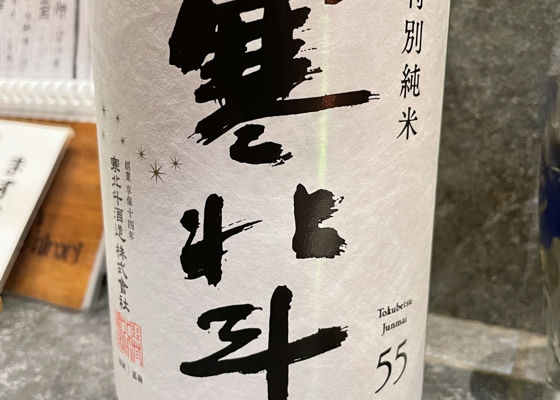 特別純米
寒北斗
創業 享保十四年
寒北斗酒造株式会社
Tokubetsu
Junmai
55